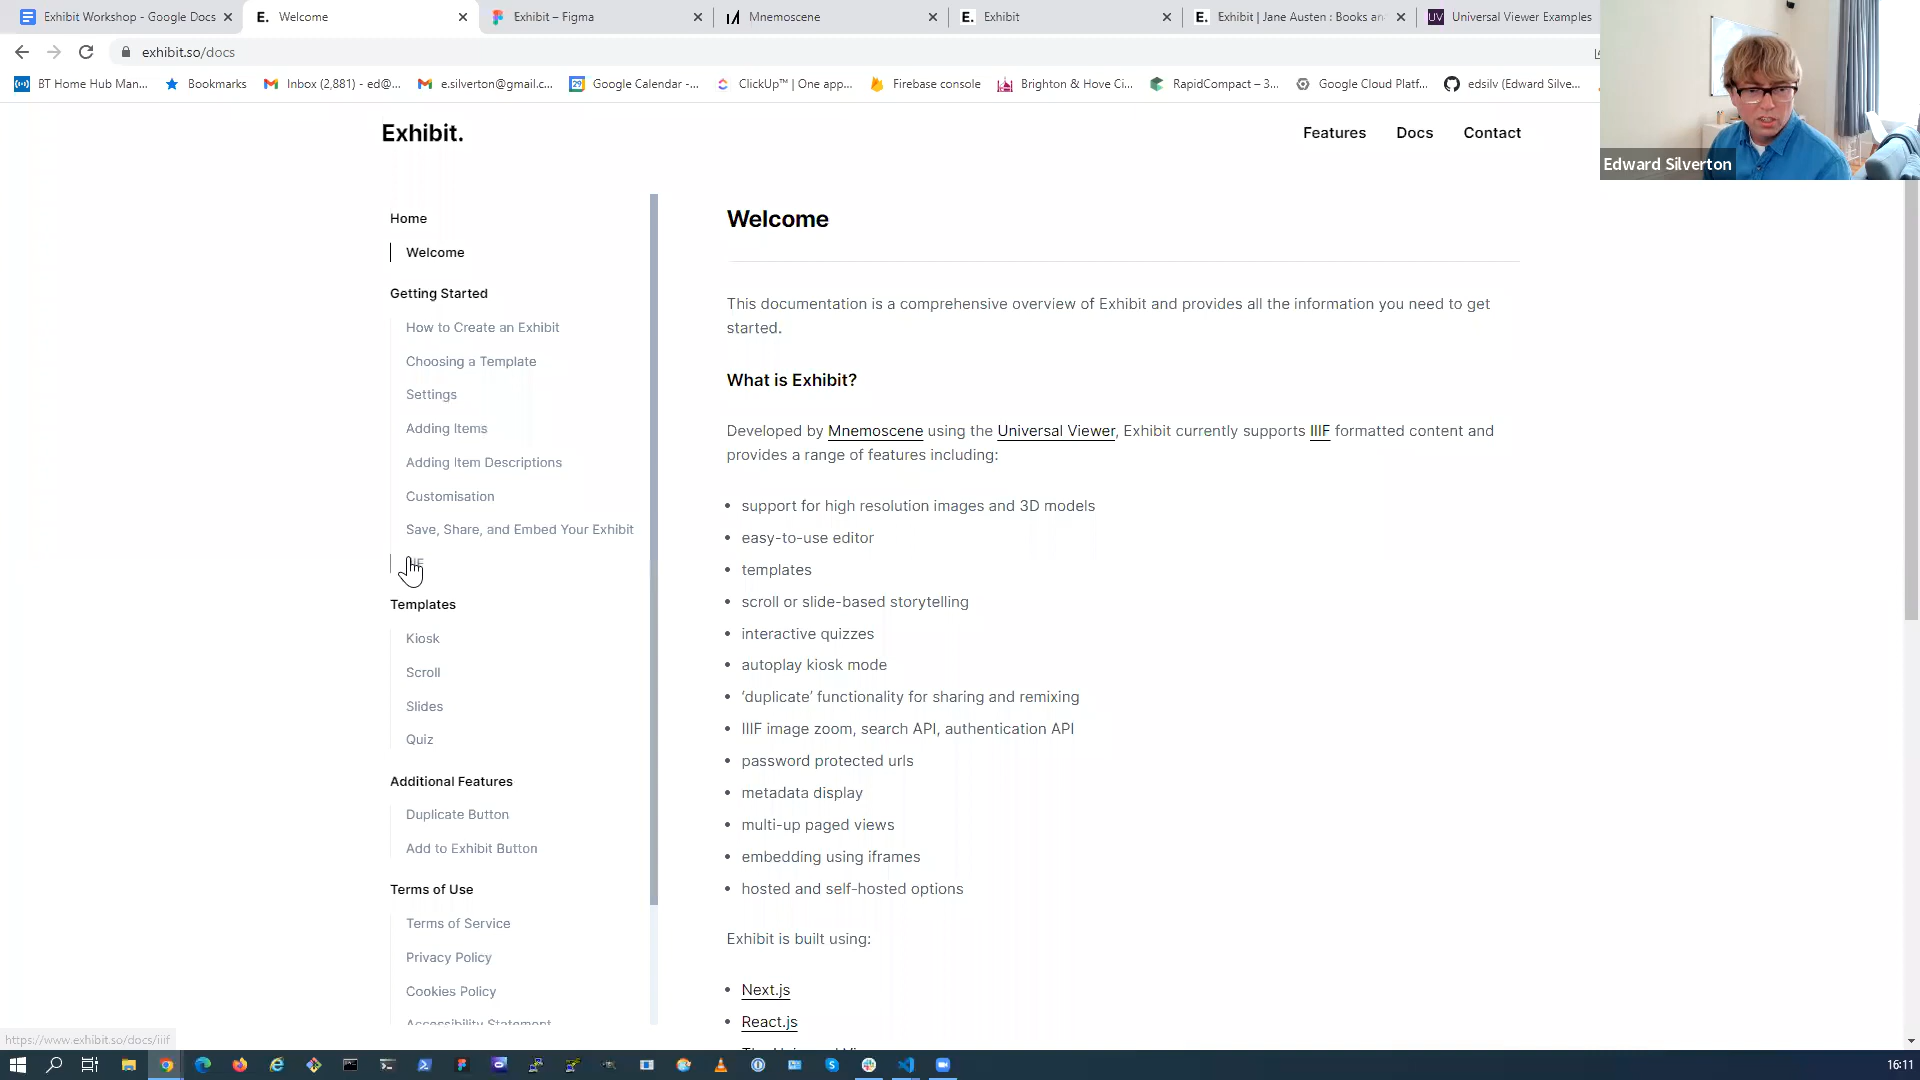 Exhibit Workshop - Google Docs
E. Welcome
Exhibit – Figma
Mnemoscene
E. Exhibit
E. Exhibit | Jane Austen : Books an
UV Universal Viewer Examples
exhibit.so/docs
BT Home Hub Man...
Bookmarks
Inbox (2,881) - ed@...
e.silverton@gmail.c...
Google Calendar -...
ClickUp™ | One app...
Firebase console
Brighton & Hove Ci...
RapidCompact – 3...
Google Cloud Platf...
edsilv (Edward Silve...
Edward Silverton
Exhibit.
Features
Docs
Contact
Home
Welcome
Getting Started
How to Create an Exhibit
Choosing a Template
Settings
Adding Items
Adding Item Descriptions
Customisation
Save, Share, and Embed Your Exhibit
Templates
Kiosk
Scroll
Slides
Quiz
Additional Features
Duplicate Button
Add to Exhibit Button
Terms of Use
Terms of Service
Privacy Policy
Cookies Policy
Accessibility Statement
Welcome
This documentation is a comprehensive overview of Exhibit and provides all the information you need to get
started.
What is Exhibit?
Developed by Mnemoscene using the Universal Viewer, Exhibit currently supports IIIF formatted content and
provides a range of features including:
• support for high resolution images and 3D models
• easy-to-use editor
• templates
• scroll or slide-based storytelling
• interactive quizzes
• autoplay kiosk mode
• ‘duplicate’ functionality for sharing and remixing
• IIIF image zoom, search API, authentication API
• password protected urls
• metadata display
• multi-up paged views
• embedding using iframes
• hosted and self-hosted options
Exhibit is built using:
• Next.js
• React.js
https://www.exhibit.so/docs/iiif
16:11